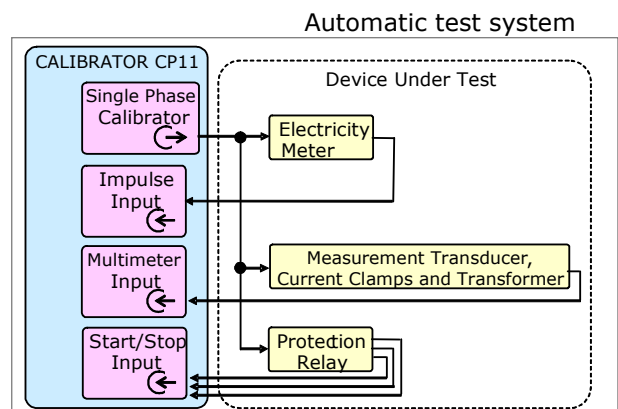 Automatic test system
CALIBRATOR CP11
Device Under Test
Single Phase
Calibrator
Electricity
Meter
Impulse
Input
Multimeter
Input
Measurement Transducer,
Current Clamps and Transformer
Start/Stop
Input
Protection
Relay